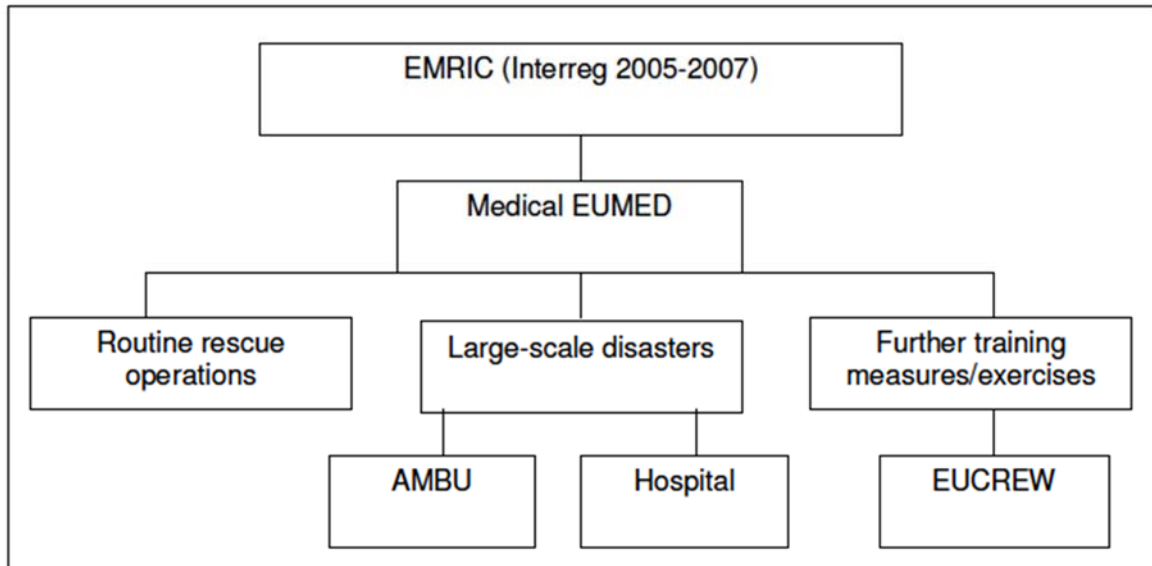 EMRIC (Interreg 2005-2007)
Medical EUMED
Routine rescue
operations
Large-scale disasters
Further training
measures/exercises
AMBU
Hospital
EUCREW